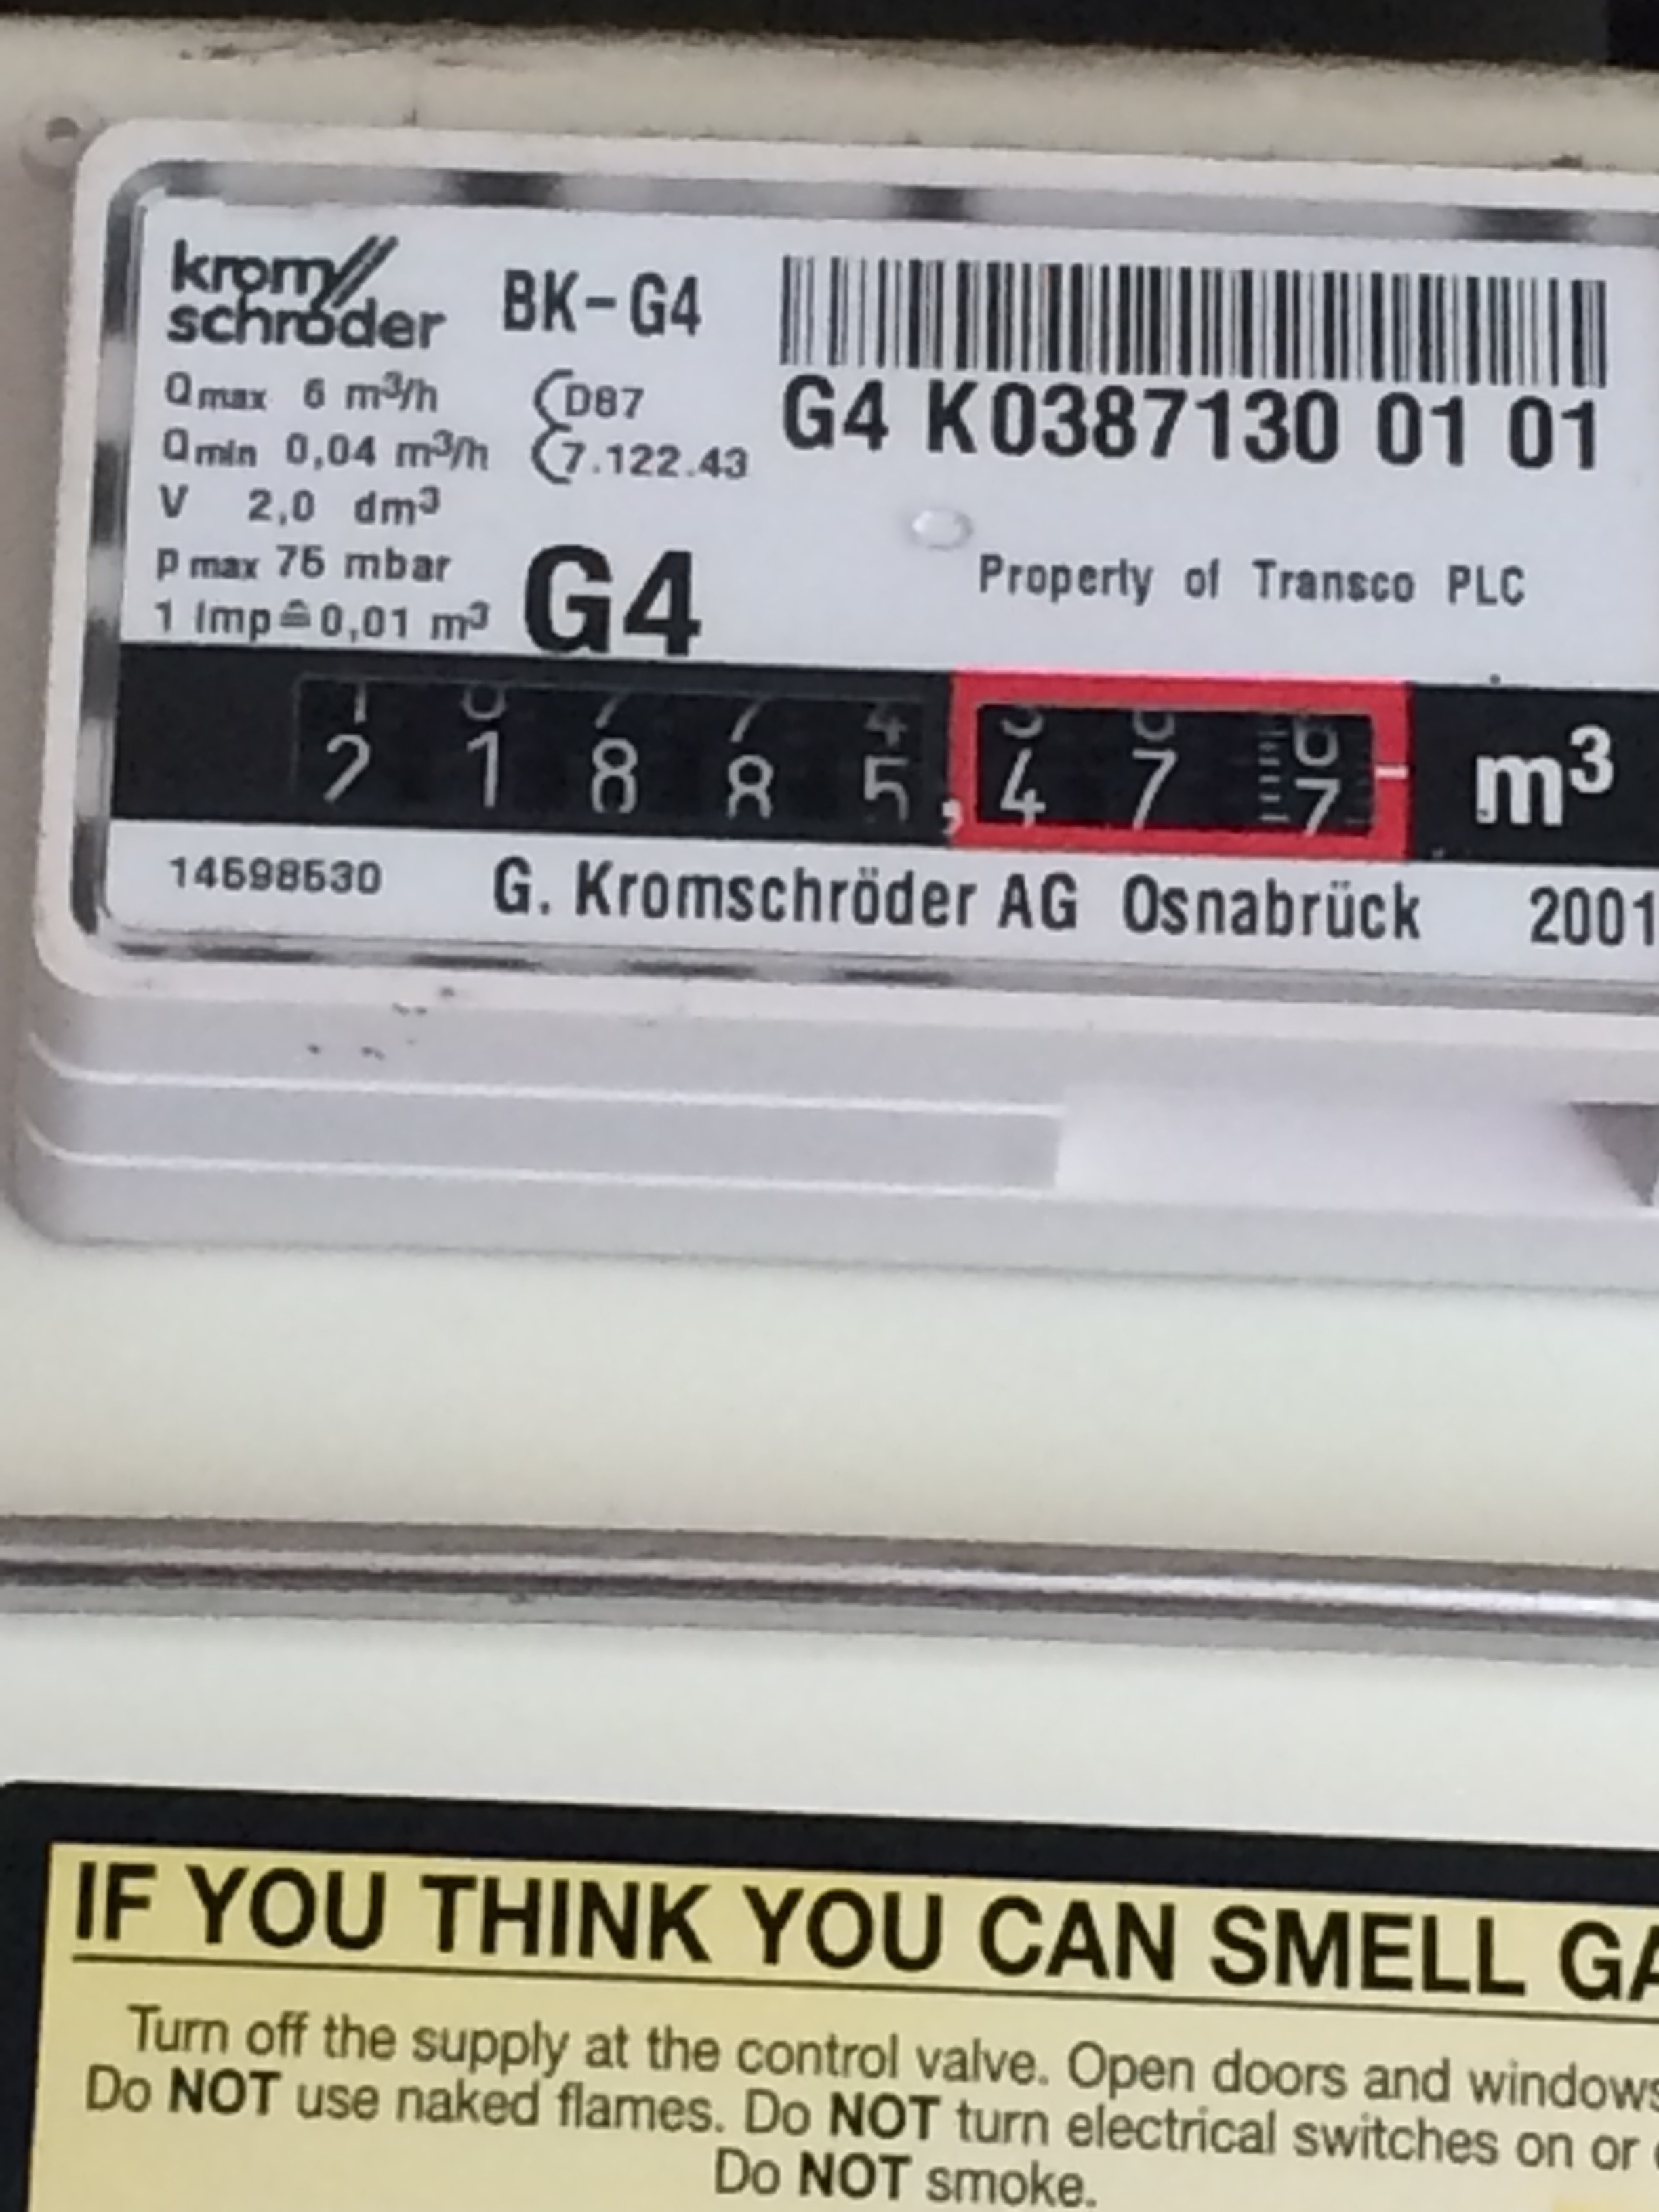 krom//
schröder
BK-G4
Qmax 6 m³/h
Qmin 0,04 m³/h
V 2,0 dm³
pmax 75 mbar
1 Imp≙0,01 m³
D87
7.122.43
G4
G4 K0387130 01 01
Property of Transco PLC
21885,477 m³
14598530 G. Kromschröder AG Osnabrück 2001
IF YOU THINK YOU CAN SMELL GA
Turn off the supply at the control valve. Open doors and windows
Do NOT use naked flames. Do NOT turn electrical switches on or
Do NOT smoke.